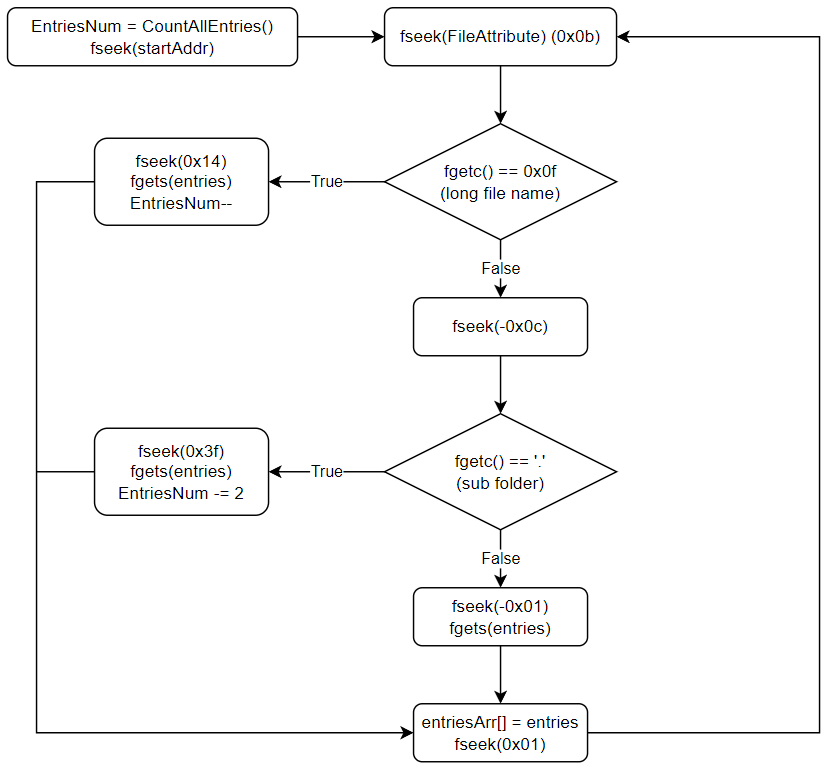 EntriesNum = CountAllEntries()
fseek(startAddr)
fseek(FileAttribute) (0x0b)
fgetc() == 0x0f
(long file name)
True
fseek(0x14)
fgets(entries)
EntriesNum--
False
fseek(-0x0c)
fgetc() == '.'
(sub folder)
True
fseek(0x3f)
fgets(entries)
EntriesNum -= 2
False
fseek(-0x01)
fgets(entries)
entriesArr[] = entries
fseek(0x01)